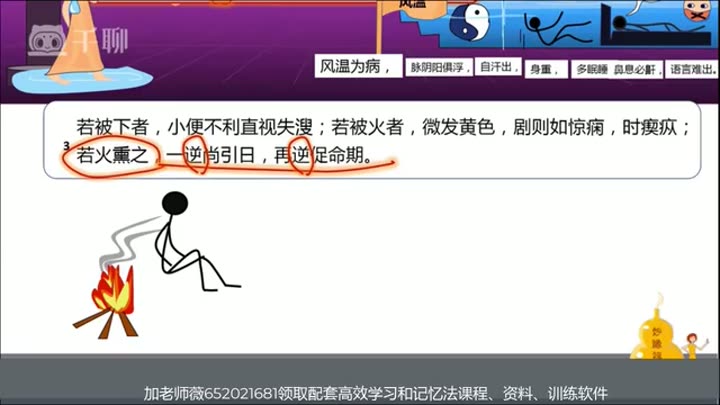 千聊
风温
风温为病，
脉阴阳俱浮，
自汗出，
身重，
多眠睡
鼻息必鼾，
语言难出。
若被下者，小便不利直视失溲；若被火者，微发黄色，剧则如惊痫，时瘈疭；
3
若火熏之，一逆尚引日，再逆促命期。
加老师薇652021681领取配套高效学习和记忆法课程、资料、训练软件